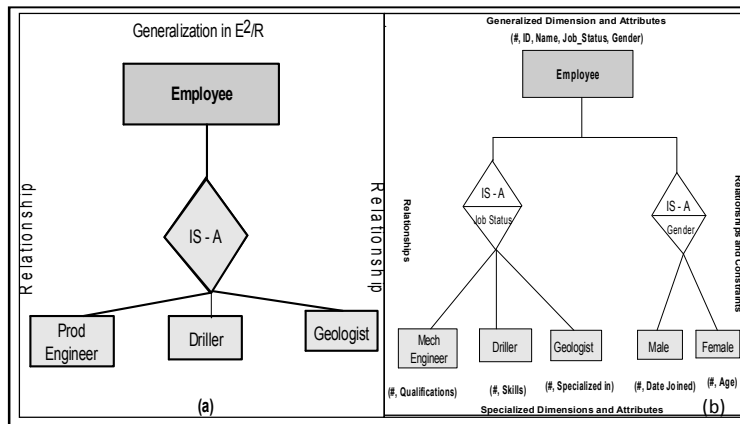 Generalization in E²/R
Employee
Relationship
Relationship
IS - A
Prod
Engineer
Driller
Geologist
(a)
Generalized Dimension and Attributes
(#, ID, Name, Job_Status, Gender)
Employee
Relationships
IS - A
Job Status
IS - A
Gender
Relationships and Constraints
Mech
Engineer
Driller
Geologist
Male
Female
(#, Qualifications)
(#, Skills)
(#, Specialized in)
(#, Date Joined)
(#, Age)
Specialized Dimensions and Attributes
(b)